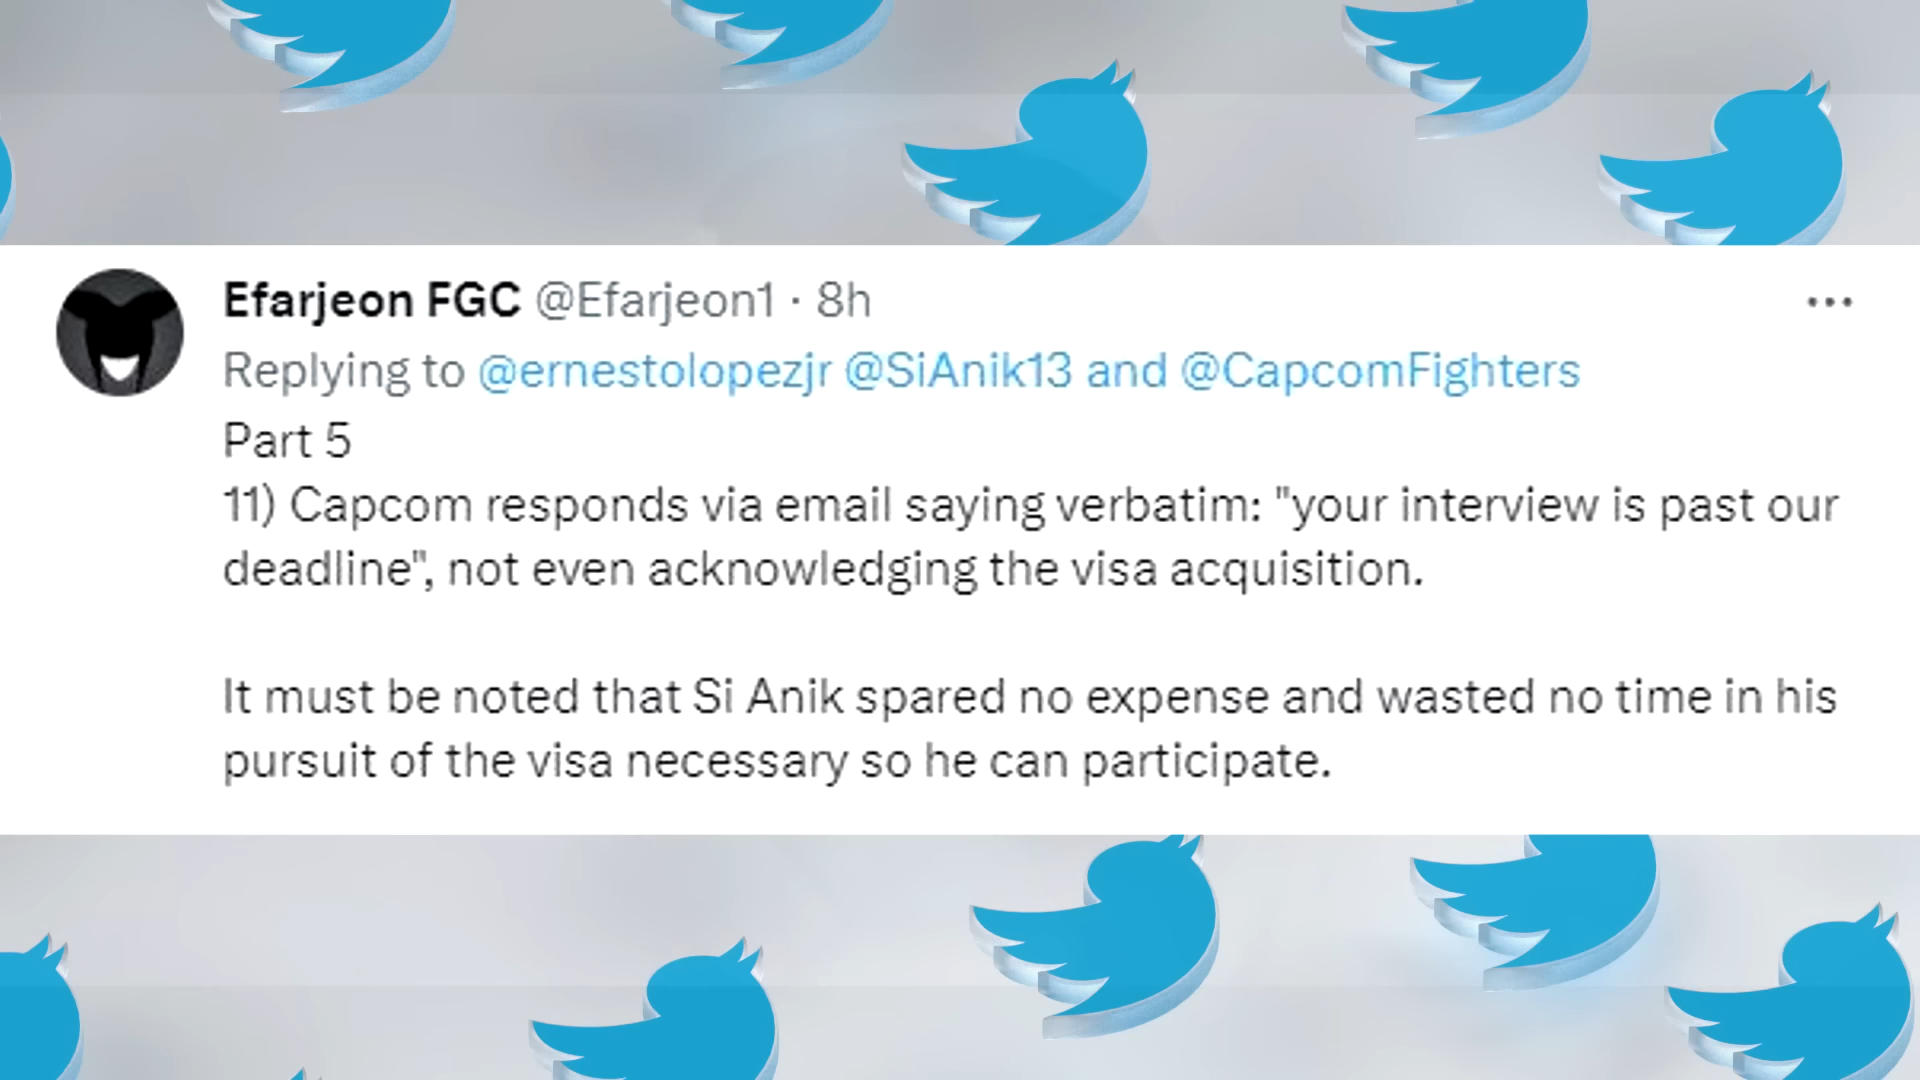 Efarjeon FGC @Efarjeon1 · 8h
Replying to @ernestolopezjr @SiAnik13 and @CapcomFighters
Part 5
11) Capcom responds via email saying verbatim: "your interview is past our
deadline", not even acknowledging the visa acquisition.
It must be noted that Si Anik spared no expense and wasted no time in his
pursuit of the visa necessary so he can participate.